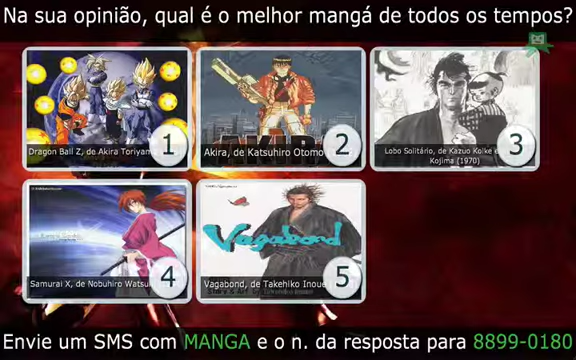 Na sua opinião, qual é o melhor mangá de todos os tempos?
Dragon Ball Z, de Akira
1
Akira, de Katsuhiro Otomo
2
Lobo Solitário, de Kazuo Koike e
Kojima (1970)
3
Samurai X, de Nobuhiro
4
Vagabond
Vagabond, de Takehiko Inoue
5
Envie um SMS com MANGA e o n. da resposta para 8899-0180